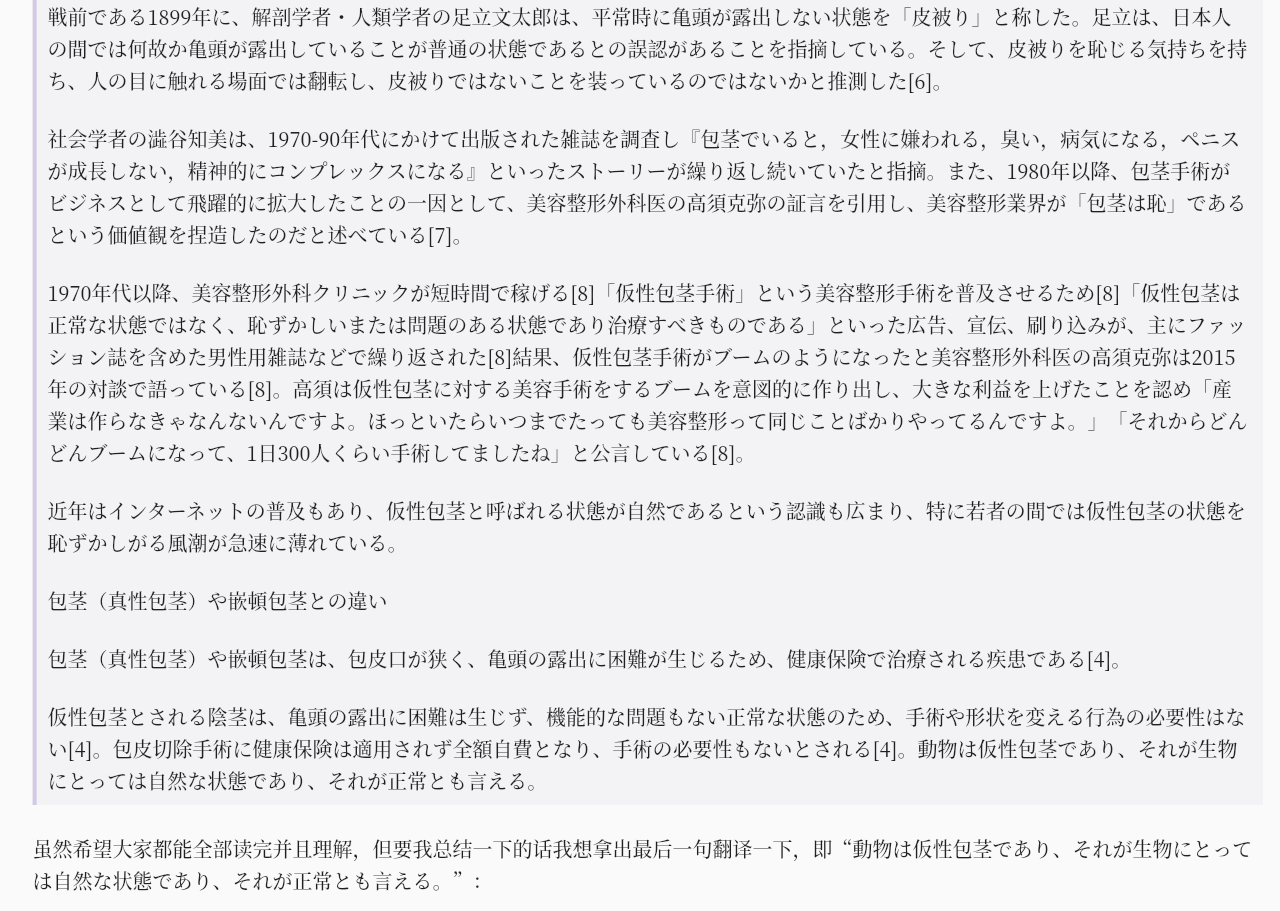 戦前である1899年に、解剖学者・人類学者の足立文太郎は、平常時に亀頭が露出しない状態を「皮被り」と称した。足立は、日本人
の間では何故か亀頭が露出していることが普通の状態であるとの誤認があることを指摘している。そして、皮被りを恥じる気持ちを持
ち、人の目に触れる場面では翻転し、皮被りではないことを装っているのではないかと推測した[6]。
社会学者の澁谷知美は、1970-90年代にかけて出版された雑誌を調査し『包茎でいると，女性に嫌われる，臭い，病気になる，ペニス
が成長しない，精神的にコンプレックスになる』といったストーリーが繰り返し続いていたと指摘。また、1980年以降、包茎手術が
ビジネスとして飛躍的に拡大したことの一因として、美容整形外科医の高須克弥の証言を引用し、美容整形業界が「包茎は恥」である
という価値観を捏造したのだと述べている[7]。
1970年代以降、美容整形外科クリニックが短時間で稼げる[8]「仮性包茎手術」という美容整形手術を普及させるため[8]「仮性包茎は
正常な状態ではなく、恥ずかしいまたは問題のある状態であり治療すべきものである」といった広告、宣伝、刷り込みが、主にファッ
ション誌を含めた男性用雑誌などで繰り返された[8]結果、仮性包茎手術がブームのようになったと美容整形外科医の高須克弥は2015
年の対談で語っている[8]。高須は仮性包茎に対する美容手術をするブームを意図的に作り出し、大きな利益を上げたことを認め「産
業は作らなきゃなんないんですよ。ほっといたらいつまでたっても美容整形って同じことばかりやってるんですよ。」「それからどん
どんブームになって、1日300人くらい手術してましたね」と公言している[8]。
近年はインターネットの普及もあり、仮性包茎と呼ばれる状態が自然であるという認識も広まり、特に若者の間では仮性包茎の状態を
恥ずかしがる風潮が急速に薄れている。
包茎（真性包茎）や嵌頓包茎との違い
包茎（真性包茎）や嵌頓包茎は、包皮口が狭く、亀頭の露出に困難が生じるため、健康保険で治療される疾患である[4]。
仮性包茎とされる陰茎は、亀頭の露出に困難は生じず、機能的な問題もない正常な状態のため、手術や形状を変える行為の必要性はな
い[4]。包皮切除手術に健康保険は適用されず全額自費となり、手術の必要性もないとされる[4]。動物は仮性包茎であり、それが生物
にとっては自然な状態であり、それが正常とも言える。
虽然希望大家都能全部读完并且理解，但要我总结一下的话我想拿出最后一句翻译一下，即“動物は仮性包茎であり、それが生物にとって
は自然な状態であり、それが正常とも言える。”：